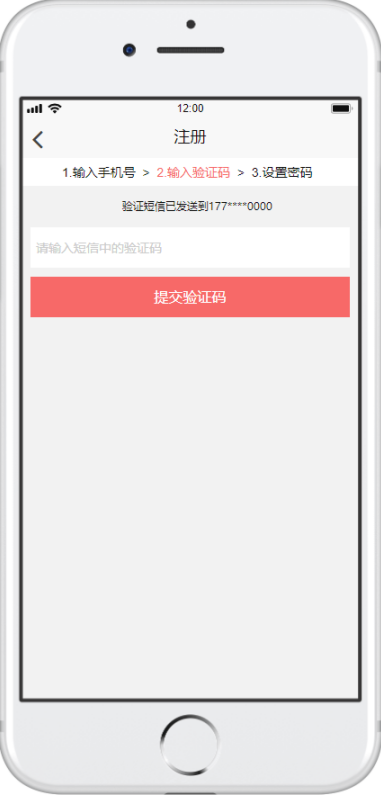 12:00
注册
1.输入手机号 > 2.输入验证码 > 3.设置密码
验证短信已发送到177****0000
请输入短信中的验证码
提交验证码